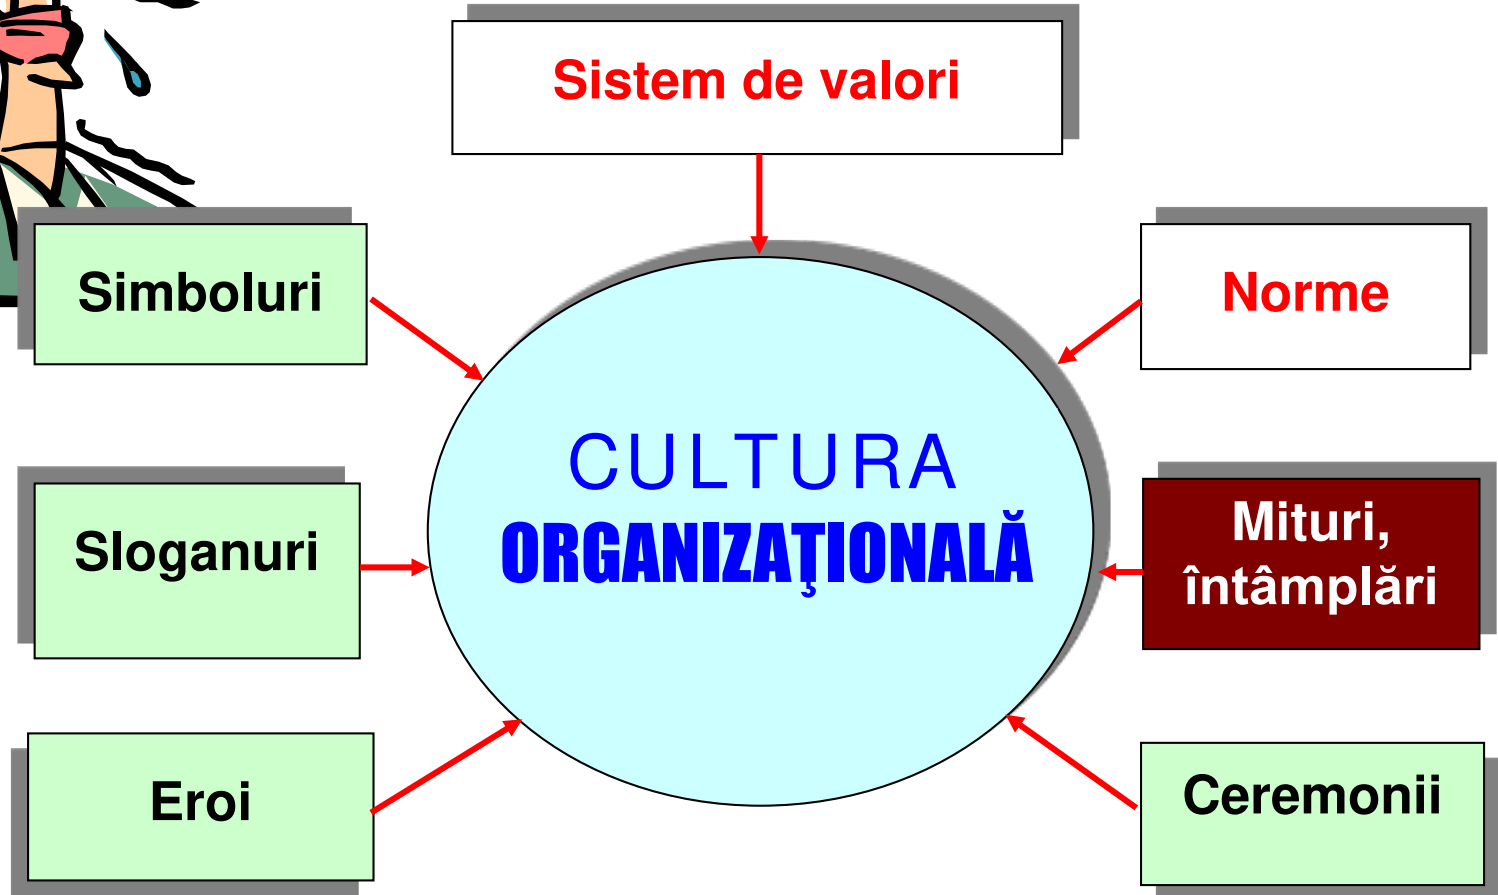 Sistem de valori
Simboluri
Norme
CULTURA
ORGANIZAŢIONALĂ
Sloganuri
Mituri,
întâmplări
Eroi
Ceremonii